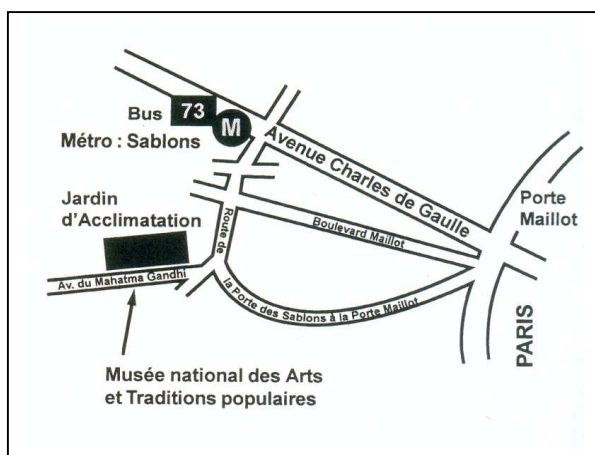 Bus 73
M
Métro : Sablons
Avenue Charles de Gaulle
Jardin
d'Acclimatation
Porte
Maillot
Boulevard Maillot
Route de
la Porte des Sablons à la Porte Maillot
Av. du Mahatma Gandhi
PARIS
Musée national des Arts
et Traditions populaires